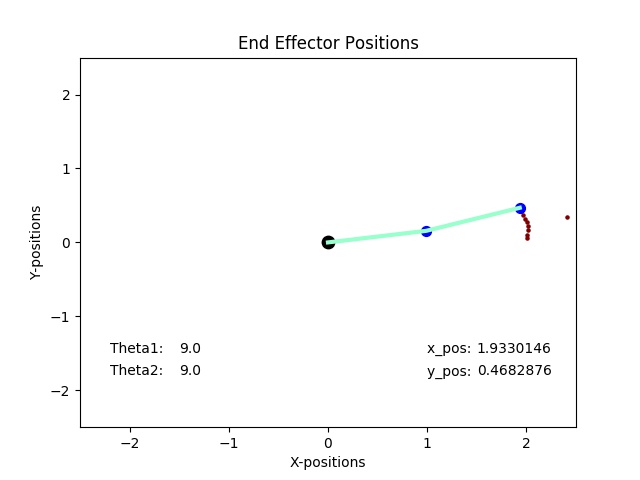 End Effector Positions
Y-positions
2
1
0
−1
−2
Theta1: 9.0
x_pos: 1.9330146
Theta2: 9.0
y_pos: 0.4682876
−2 −1 0 1 2
X-positions